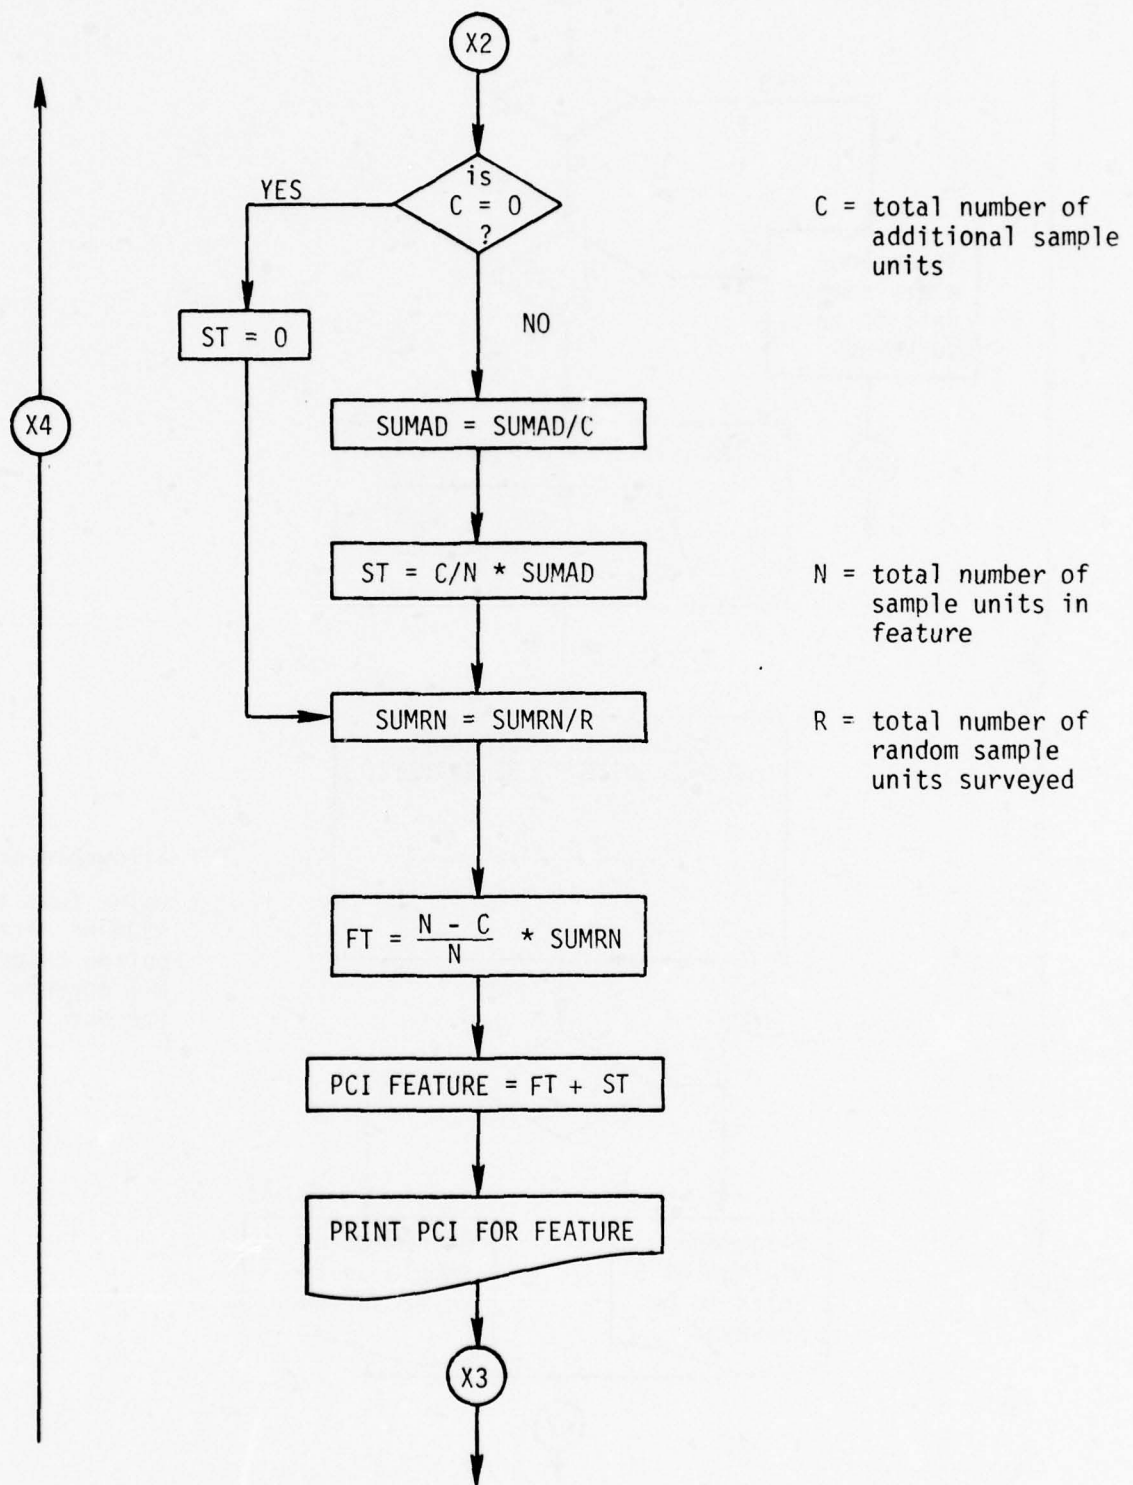 X2
is
C = 0
?
YES
C = total number of
additional sample
units
ST = 0
NO
X4
SUMAD = SUMAD/C
ST = C/N * SUMAD
N = total number of
sample units in
feature
SUMRN = SUMRN/R
R = total number of
random sample
units surveyed
FT = N - C / N * SUMRN
PCI FEATURE = FT + ST
PRINT PCI FOR FEATURE
X3